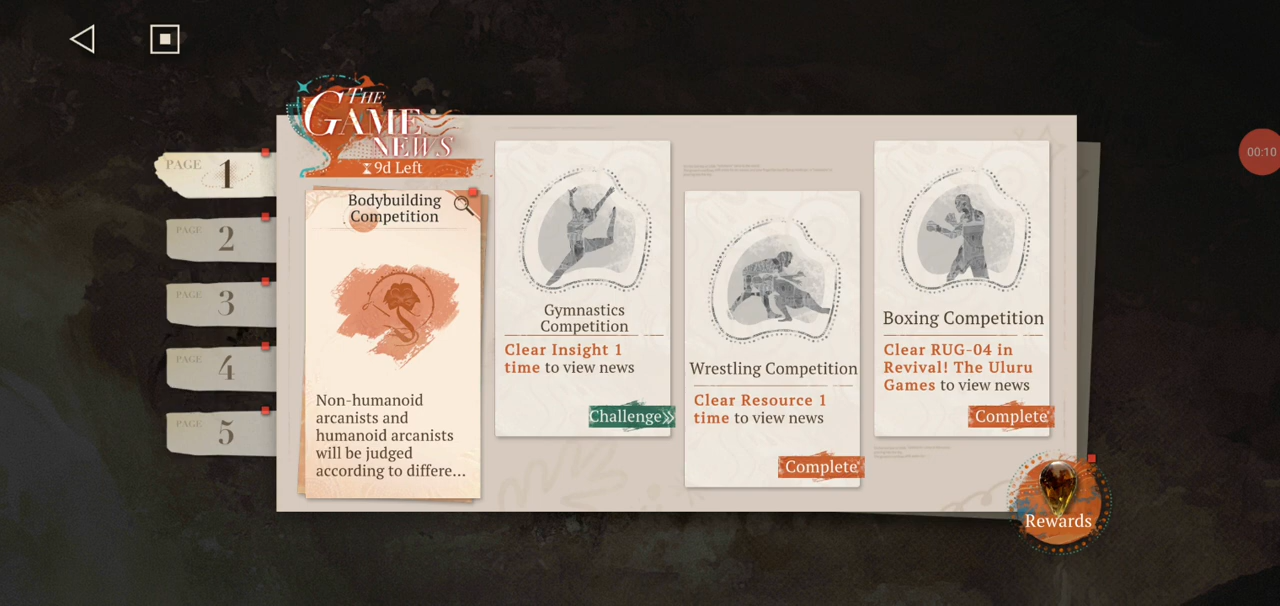 THE
GAME
NEWS
9d Left
PAGE 1
PAGE 2
PAGE 3
PAGE 4
PAGE 5
Bodybuilding
Competition
Non-humanoid
arcanists and
humanoid arcanists
will be judged
according to differe...
Gymnastics
Competition
Clear Insight 1
time to view news
Challenge
Wrestling Competition
Clear Resource 1
time to view news
Complete
Boxing Competition
Clear RUG-04 in
Revival! The Uluru
Games to view news
Complete
Rewards
00:10